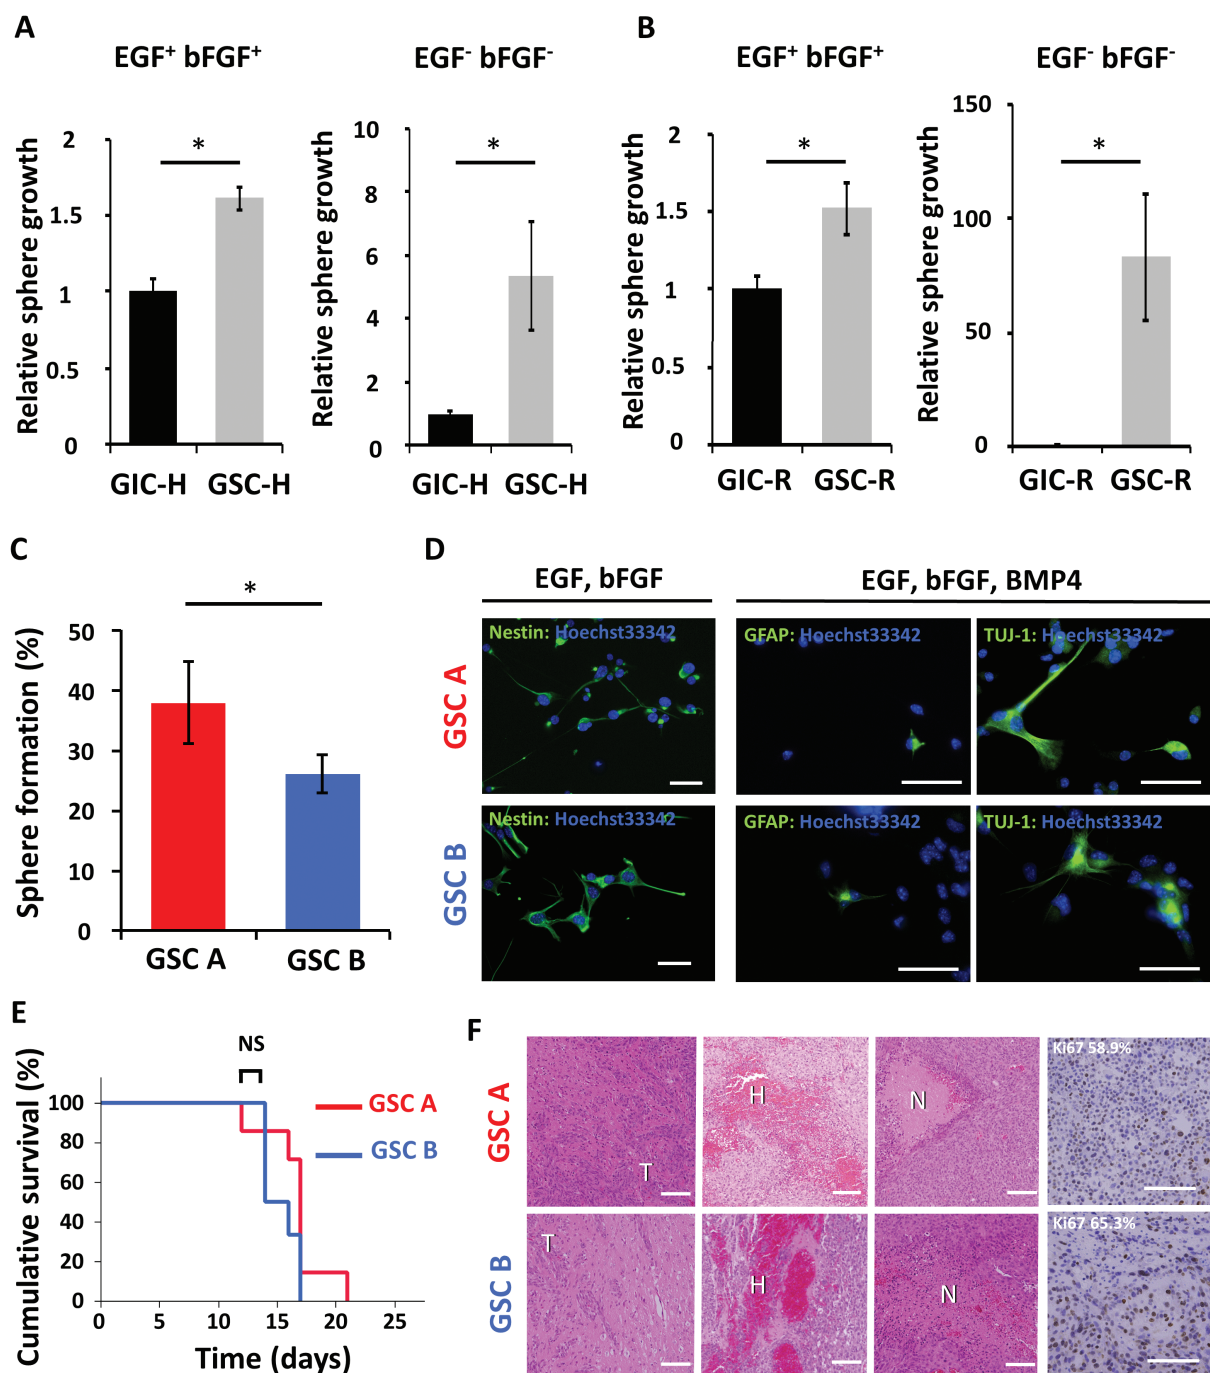 A
EGF⁺ bFGF⁺
EGF⁻ bFGF⁻
Relative sphere growth
2
1.5
1
0.5
0
*
GIC-H
GSC-H
Relative sphere growth
10
8
6
4
2
0
*
GIC-H
GSC-H
B
EGF⁺ bFGF⁺
EGF⁻ bFGF⁻
Relative sphere growth
2
1.5
1
0.5
0
*
GIC-R
GSC-R
Relative sphere growth
150
100
50
0
*
GIC-R
GSC-R
C
Sphere formation (%)
50
40
30
20
10
0
*
GSC A
GSC B
D
EGF, bFGF
EGF, bFGF, BMP4
GSC A
Nestin: Hoechst33342
GFAP: Hoechst33342
TUJ-1: Hoechst33342
GSC B
Nestin: Hoechst33342
GFAP: Hoechst33342
TUJ-1: Hoechst33342
E
Cumulative survival (%)
100
80
60
40
20
0
NS
GSC A
GSC B
0 5 10 15 20 25
Time (days)
F
GSC A
T
H
N
Ki67 58.9%
GSC B
T
H
N
Ki67 65.3%